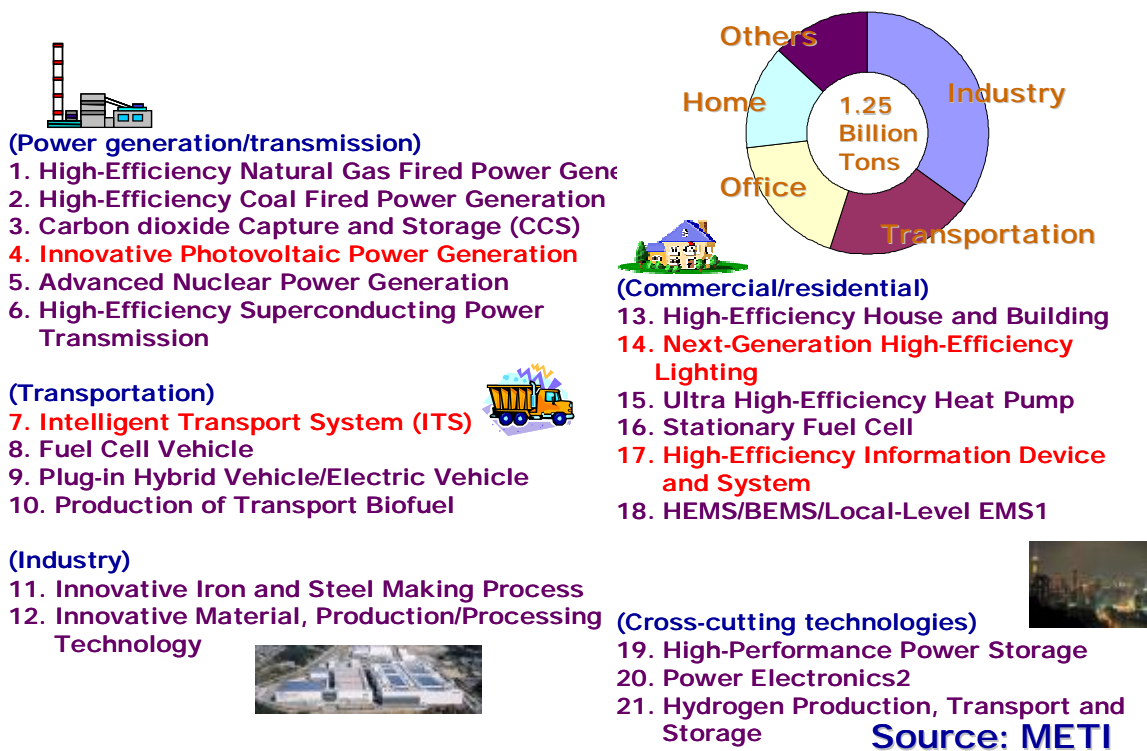 (Power generation/transmission)
1. High-Efficiency Natural Gas Fired Power Gene
2. High-Efficiency Coal Fired Power Generation
3. Carbon dioxide Capture and Storage (CCS)
4. Innovative Photovoltaic Power Generation
5. Advanced Nuclear Power Generation
6. High-Efficiency Superconducting Power
Transmission
(Transportation)
7. Intelligent Transport System (ITS)
8. Fuel Cell Vehicle
9. Plug-in Hybrid Vehicle/Electric Vehicle
10. Production of Transport Biofuel
(Industry)
11. Innovative Iron and Steel Making Process
12. Innovative Material, Production/Processing
Technology
Others
Industry
Home
1.25
Billion
Tons
Office
Transportation
(Commercial/residential)
13. High-Efficiency House and Building
14. Next-Generation High-Efficiency
Lighting
15. Ultra High-Efficiency Heat Pump
16. Stationary Fuel Cell
17. High-Efficiency Information Device
and System
18. HEMS/BEMS/Local-Level EMS1
(Cross-cutting technologies)
19. High-Performance Power Storage
20. Power Electronics2
21. Hydrogen Production, Transport and
Storage
Source: METI